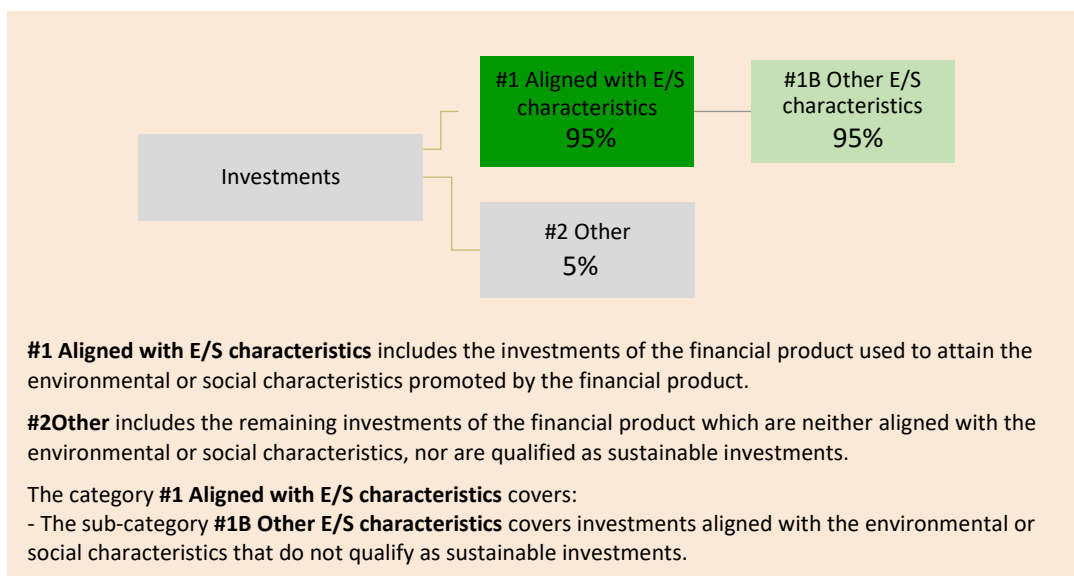 #1 Aligned with E/S
characteristics
95%
#1B Other E/S
characteristics
95%
Investments
#2 Other
5%
#1 Aligned with E/S characteristics includes the investments of the financial product used to attain the
environmental or social characteristics promoted by the financial product.
#2Other includes the remaining investments of the financial product which are neither aligned with the
environmental or social characteristics, nor are qualified as sustainable investments.
The category #1 Aligned with E/S characteristics covers:
- The sub-category #1B Other E/S characteristics covers investments aligned with the environmental or
social characteristics that do not qualify as sustainable investments.